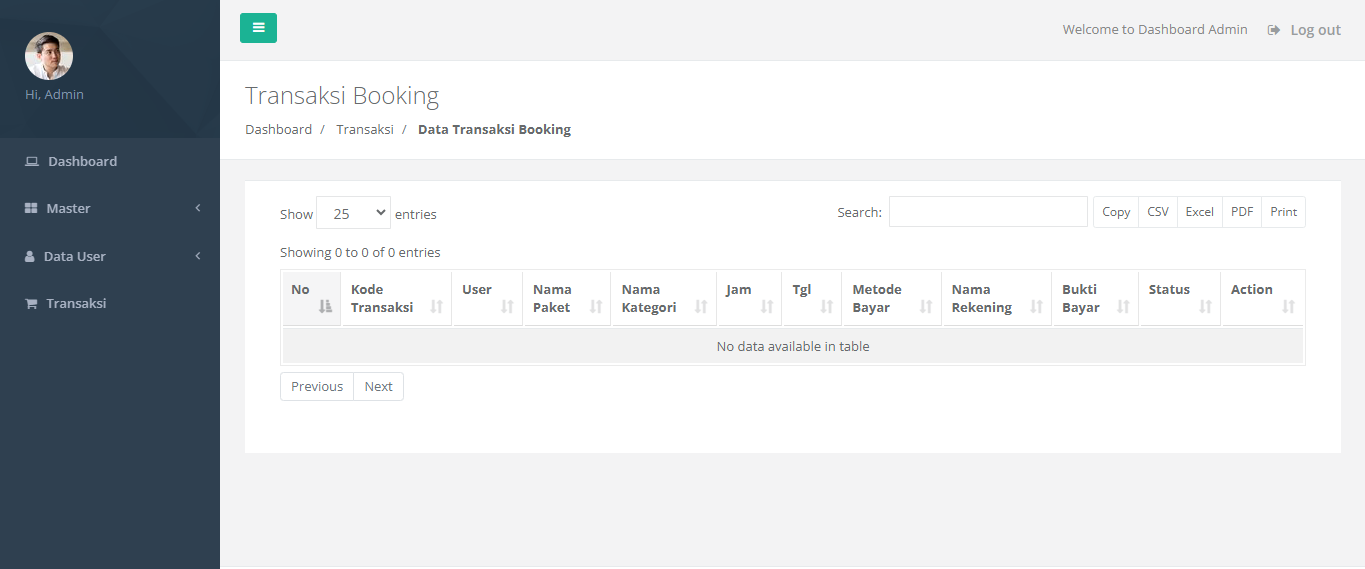 Hi, Admin
Dashboard
Master
Data User
Transaksi
Welcome to Dashboard Admin Log out
Transaksi Booking
Dashboard / Transaksi / Data Transaksi Booking
Show 25 entries Search: Copy CSV Excel PDF Print
Showing 0 to 0 of 0 entries
No Kode Transaksi User Nama Paket Nama Kategori Jam Tgl Metode Bayar Nama Rekening Bukti Bayar Status Action
No data available in table
Previous Next